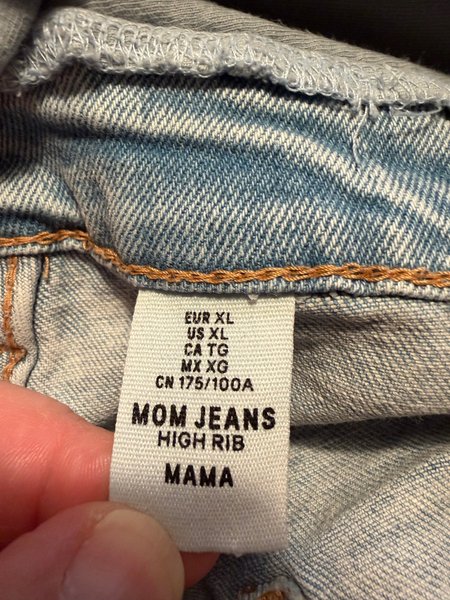 EUR XL
US XL
CA TG
MX XG
CN 175/100A
MOM JEANS
HIGH RIB
MAMA